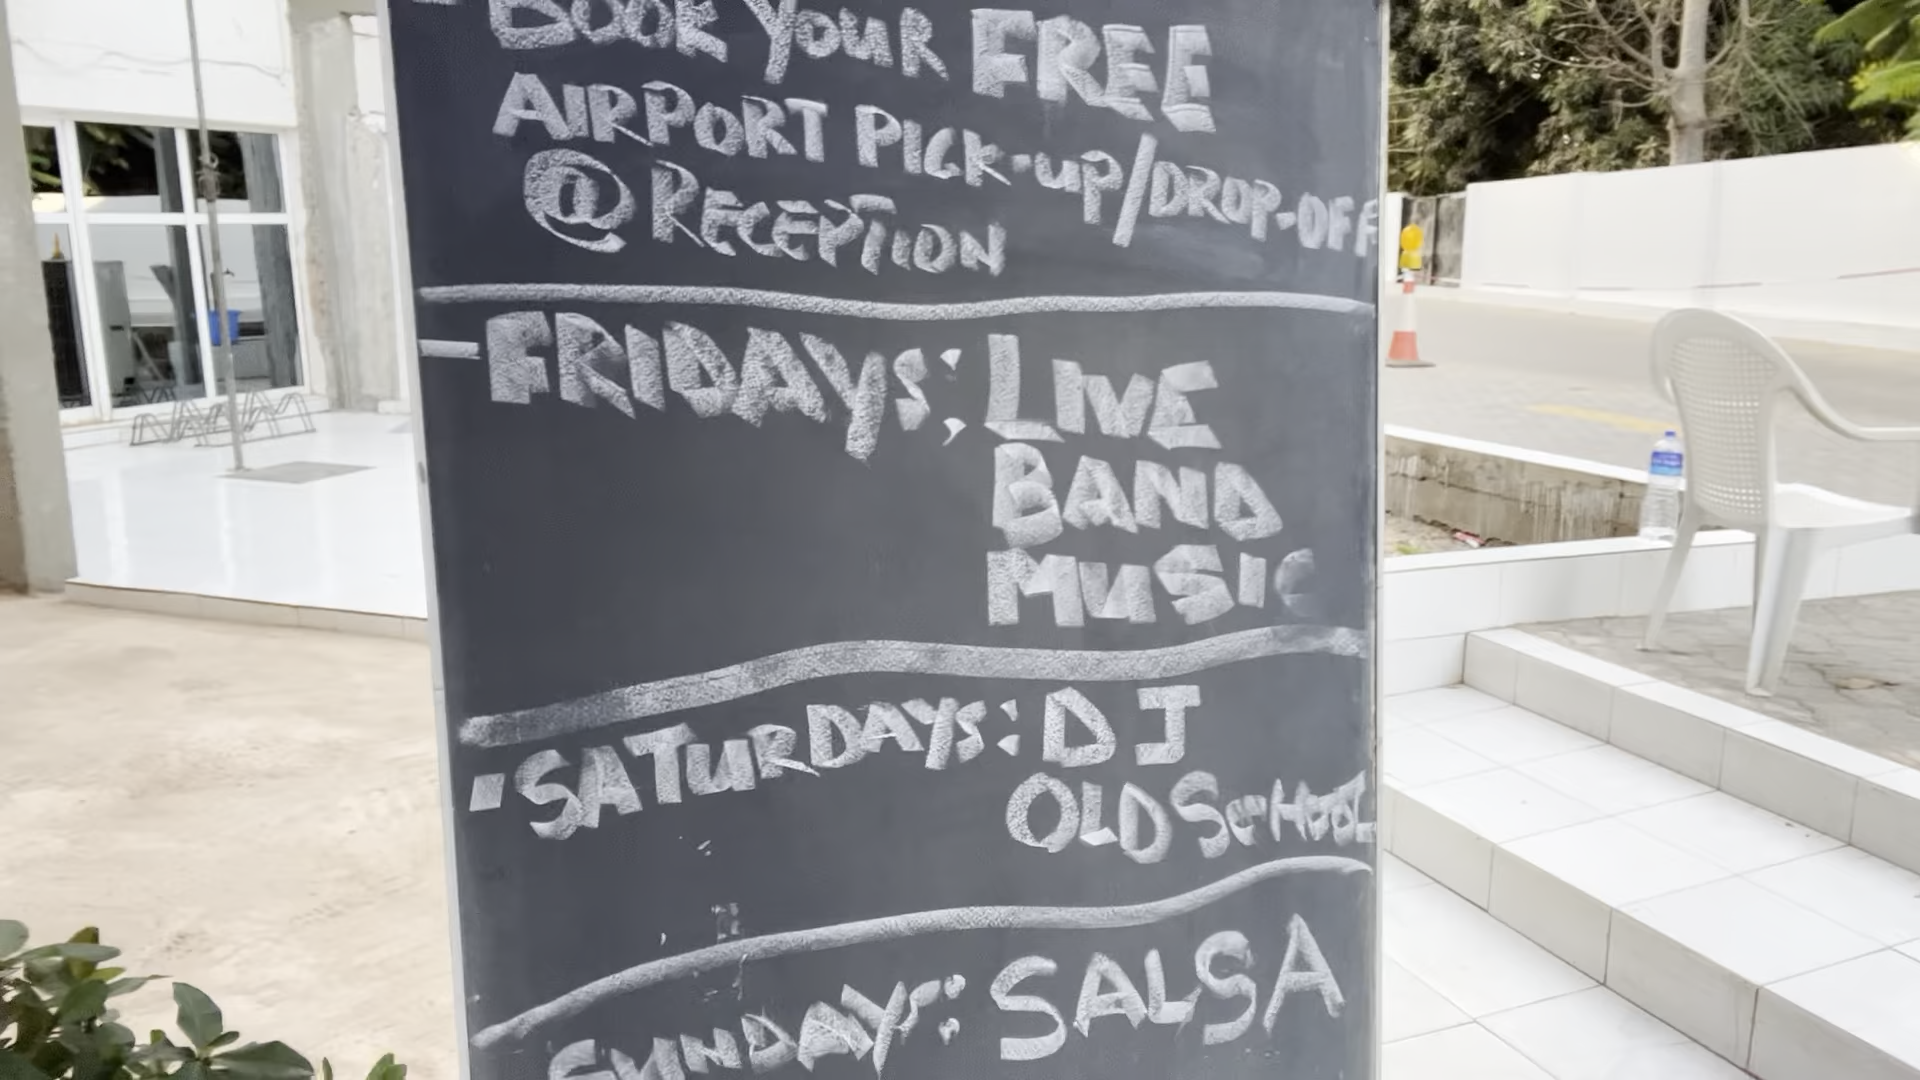 - BOOK YOUR FREE
AIRPORT PICK-UP/DROP-OFF
@ RECEPTION
- FRIDAYS: LIVE
BAND
MUSIC
- SATURDAYS: DJ
OLD SCHOOL
SUNDAYS: SALSA